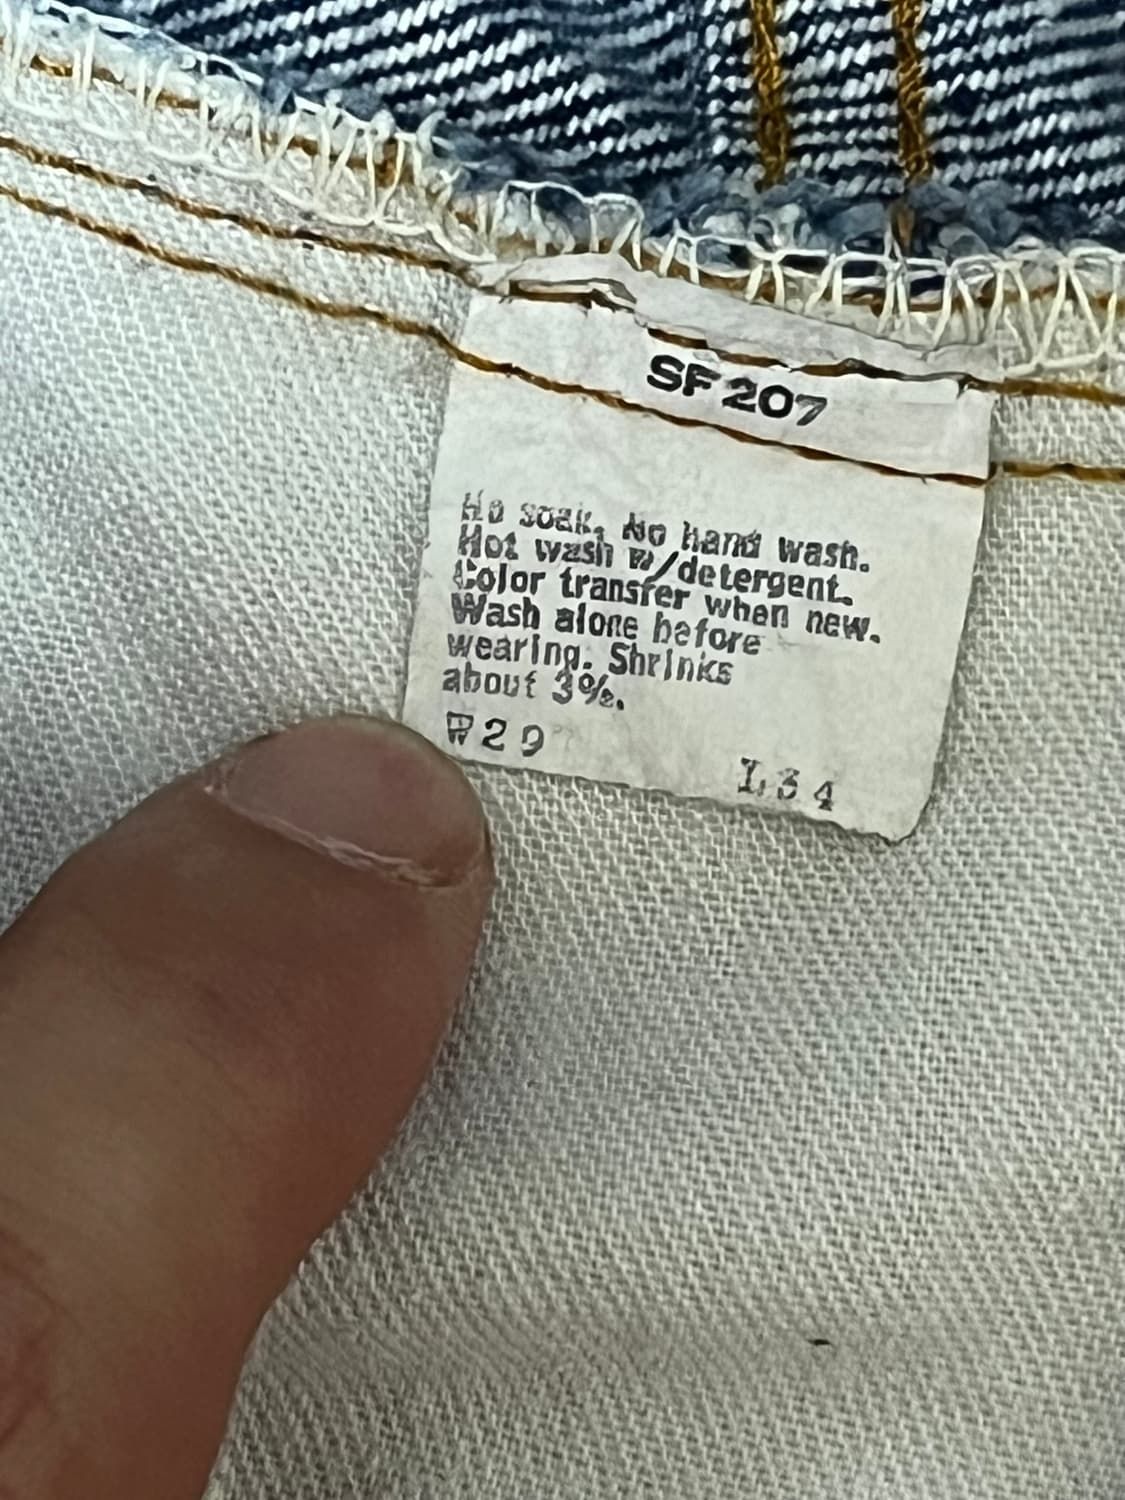 SF 207
No soak. No hand wash.
Hot wash w/detergent.
Color transfer when new.
Wash alone before
wearing. Shrinks
about 3%.
W29
L34